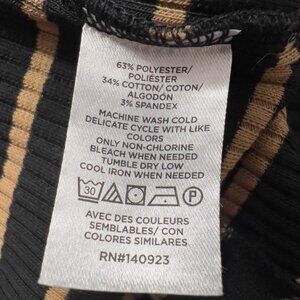 63% POLYESTER/
POLIÉSTER
34% COTTON/ COTON/
ALGODÓN
3% SPANDEX
MACHINE WASH COLD
DELICATE CYCLE WITH LIKE
COLORS
ONLY NON-CHLORINE
BLEACH WHEN NEEDED
TUMBLE DRY LOW
COOL IRON WHEN NEEDED
30
AVEC DES COULEURS
SEMBLABLES/ CON
COLORES SIMILARES
RN#140923